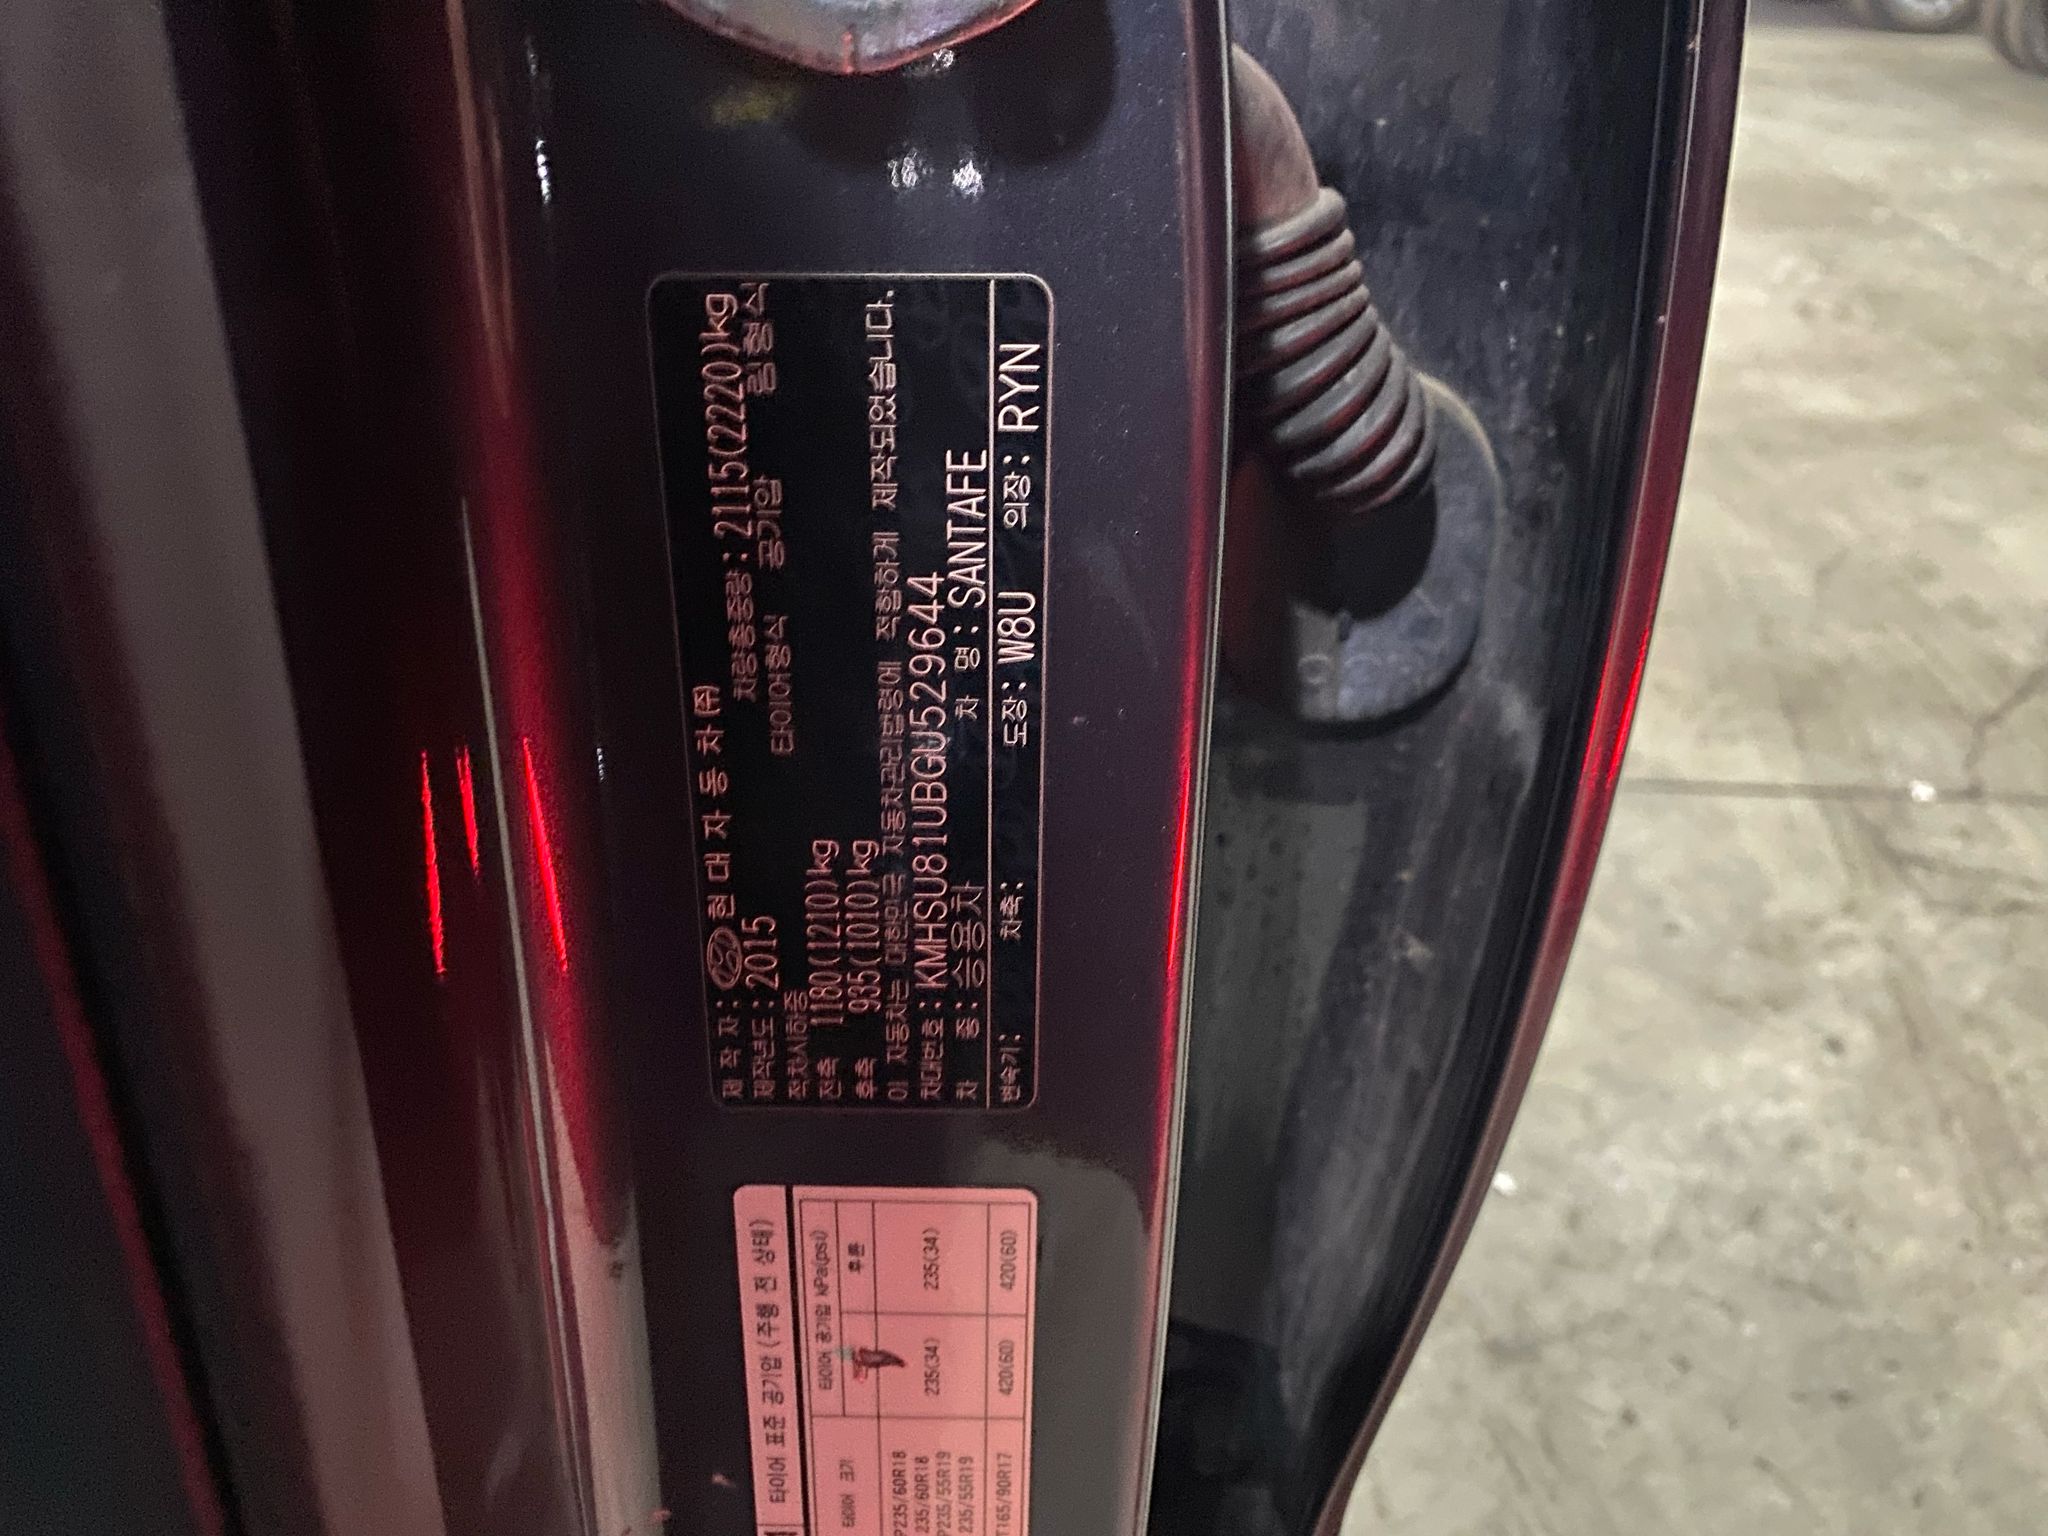 제 작 자 : 현 대 자 동 차 (주)
제작년도 : 2015 차량총중량 : 2115(2220)kg
적차시하중 타이어형식 공기압 림형식
전축 1180(1210)kg
후축 935(1010)kg
이 자동차는 대한민국 자동차관리법령에 적합하게 제작되었습니다.
차대번호 : KMHSU81UBGU529644
차 종 : 승용차 차 명 : SANTAFE
변속기 : 차축 : 도장 : W8U 의장 : RYN
타이어 표준 공기압 (주행 전 상태)
타이어 크기 타이어 공기압 kPa(psi)
후륜
P235/60R18 235(34) 235(34)
235/60R18
P235/55R19
235/55R19
T165/90R17 420(60) 420(60)